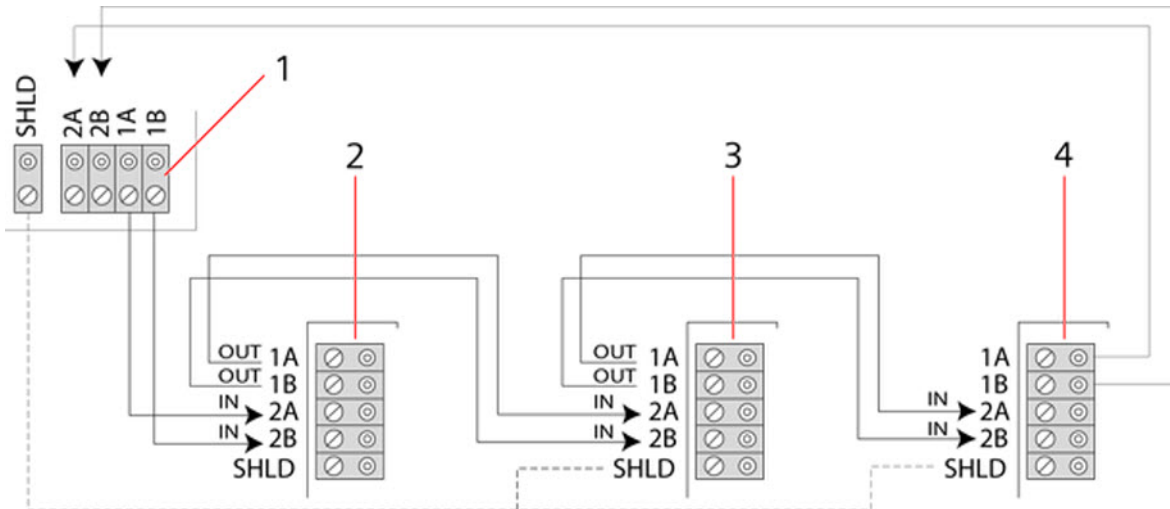 1
SHLD 2A 2B 1A 1B
2 3 4
OUT 1A OUT 1A 1A
OUT 1B OUT 1B 1B
IN 2A IN 2A IN 2A
IN 2B IN 2B IN 2B
SHLD SHLD SHLD